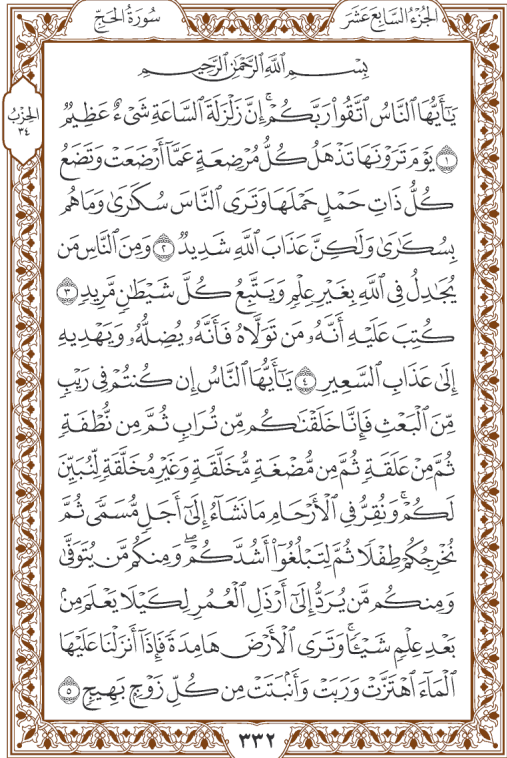 الجزء السابع عشر
سورة الحج
الحزب
٣٤
بِسْمِ ٱللَّهِ ٱلرَّحْمَٰنِ ٱلرَّحِيمِ
يَٰٓأَيُّهَا ٱلنَّاسُ ٱتَّقُوا۟ رَبَّكُمْ ۚ إِنَّ زَلْزَلَةَ ٱلسَّاعَةِ شَىْءٌ عَظِيمٌ
١ يَوْمَ تَرَوْنَهَا تَذْهَلُ كُلُّ مُرْضِعَةٍ عَمَّآ أَرْضَعَتْ وَتَضَعُ
كُلُّ ذَاتِ حَمْلٍ حَمْلَهَا وَتَرَى ٱلنَّاسَ سُكَٰرَىٰ وَمَا هُم
بِسُكَٰرَىٰ وَلَٰكِنَّ عَذَابَ ٱللَّهِ شَدِيدٌ ٢ وَمِنَ ٱلنَّاسِ مَن
يُجَٰدِلُ فِى ٱللَّهِ بِغَيْرِ عِلْمٍ وَيَتَّبِعُ كُلَّ شَيْطَٰنٍ مَّرِيدٍ ٣
كُتِبَ عَلَيْهِ أَنَّهُۥ مَن تَوَلَّاهُ فَأَنَّهُۥ يُضِلُّهُۥ وَيَهْدِيهِ
إِلَىٰ عَذَابِ ٱلسَّعِيرِ ٤ يَٰٓأَيُّهَا ٱلنَّاسُ إِن كُنتُمْ فِى رَيْبٍ
مِّنَ ٱلْبَعْثِ فَإِنَّا خَلَقْنَٰكُم مِّن تُرَابٍ ثُمَّ مِن نُّطْفَةٍ
ثُمَّ مِنْ عَلَقَةٍ ثُمَّ مِن مُّضْغَةٍ مُّخَلَّقَةٍ وَغَيْرِ مُخَلَّقَةٍ لِّنُبَيِّنَ
لَكُمْ ۚ وَنُقِرُّ فِى ٱلْأَرْحَامِ مَا نَشَآءُ إِلَىٰٓ أَجَلٍ مُّسَمًّى ثُمَّ
نُخْرِجُكُمْ طِفْلًا ثُمَّ لِتَبْلُغُوٓا۟ أَشُدَّكُمْ ۖ وَمِنكُم مَّن يُتَوَفَّىٰ
وَمِنكُم مَّن يُرَدُّ إِلَىٰٓ أَرْذَلِ ٱلْعُمُرِ لِكَيْلَا يَعْلَمَ مِنۢ
بَعْدِ عِلْمٍ شَيْـًٔا ۚ وَتَرَى ٱلْأَرْضَ هَامِدَةً فَإِذَآ أَنزَلْنَا عَلَيْهَا
ٱلْمَآءَ ٱهْتَزَّتْ وَرَبَتْ وَأَنۢبَتَتْ مِن كُلِّ زَوْجٍۭ بَهِيجٍ ٥
٣٣٢